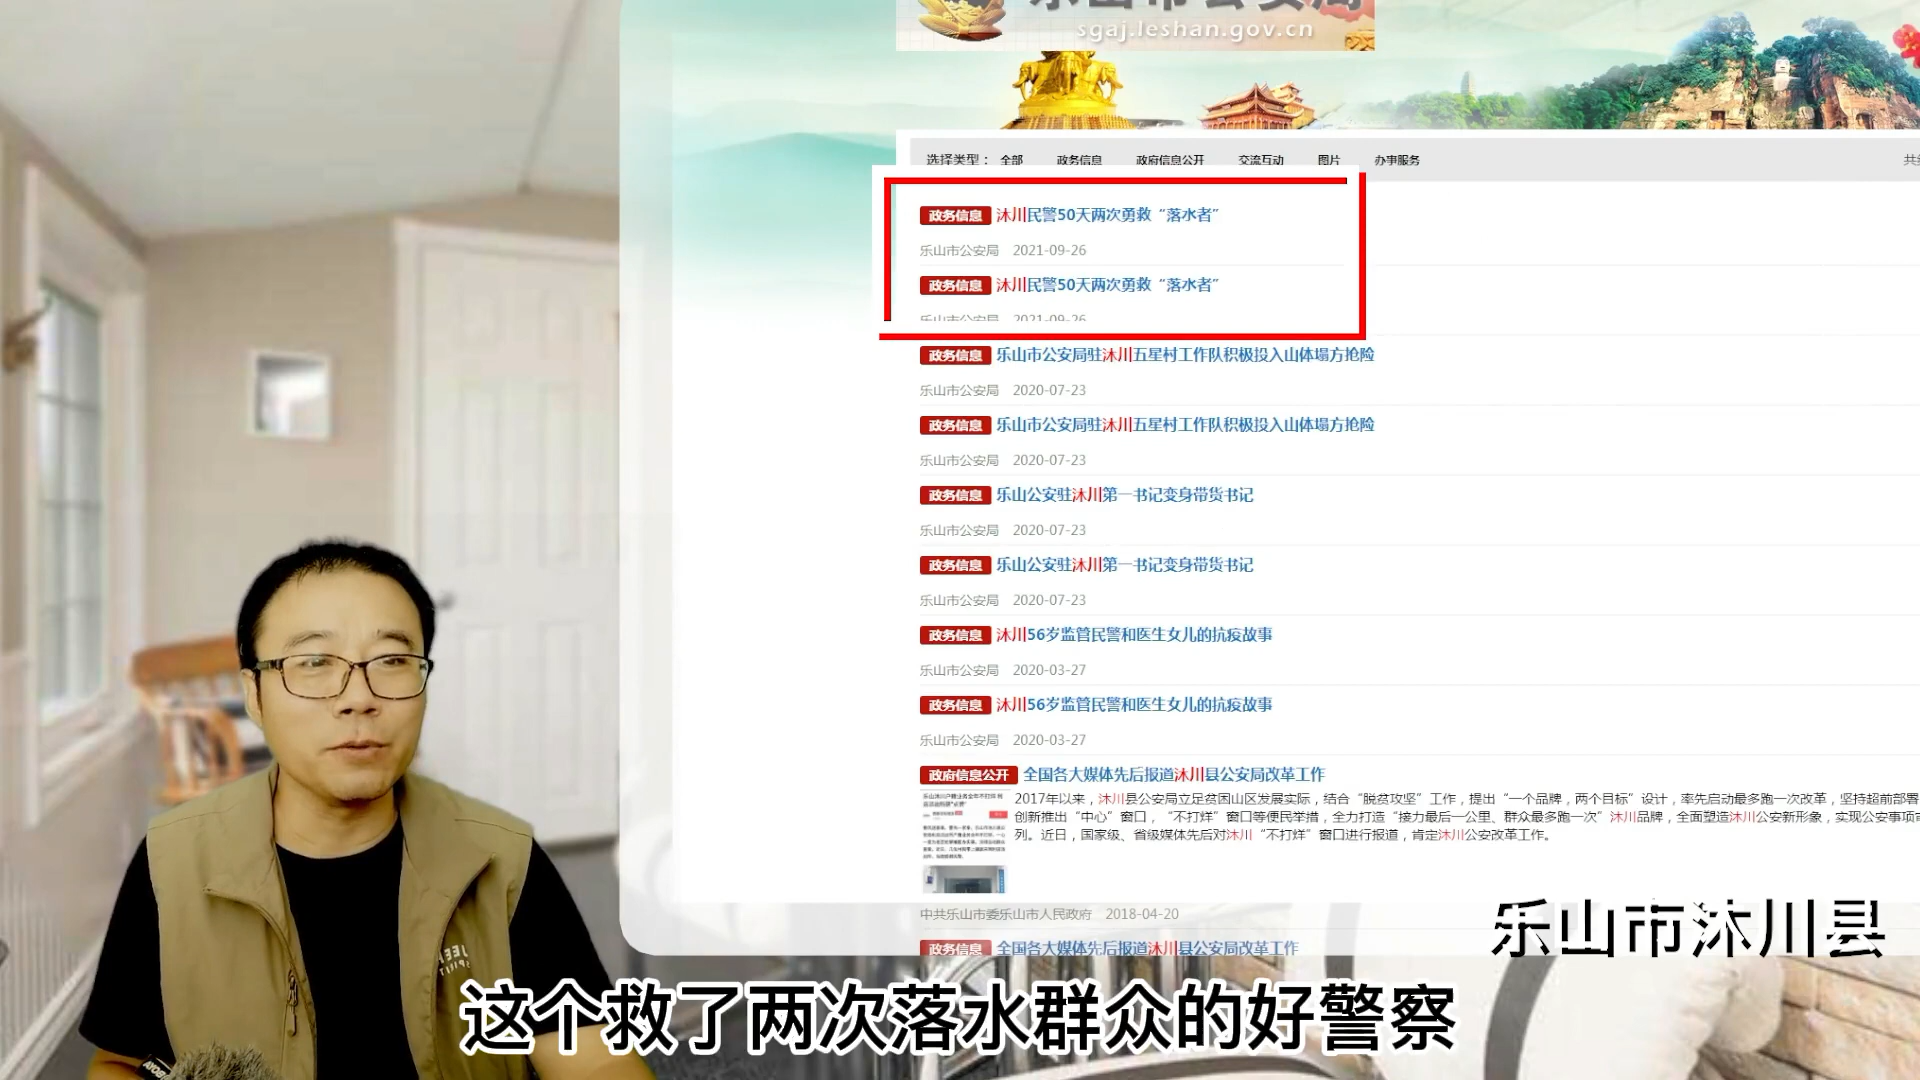 乐山市公安局
sgaj.leshan.gov.cn
选择类型： 全部 政务信息 政府信息公开 交流互动 图片 办事服务
政务信息 沐川民警50天两次勇救“落水者”
乐山市公安局 2021-09-26
政务信息 沐川民警50天两次勇救“落水者”
乐山市公安局 2021-09-26
政务信息 乐山市公安局驻沐川五星村工作队积极投入山体塌方抢险
乐山市公安局 2020-07-23
政务信息 乐山市公安局驻沐川五星村工作队积极投入山体塌方抢险
乐山市公安局 2020-07-23
政务信息 乐山公安驻沐川第一书记变身带货书记
乐山市公安局 2020-07-23
政务信息 乐山公安驻沐川第一书记变身带货书记
乐山市公安局 2020-07-23
政务信息 沐川56岁监管民警和医生女儿的抗疫故事
乐山市公安局 2020-03-27
政务信息 沐川56岁监管民警和医生女儿的抗疫故事
乐山市公安局 2020-03-27
政府信息公开 全国各大媒体先后报道沐川县公安局改革工作
2017年以来，沐川县公安局立足贫困山区发展实际，结合“脱贫攻坚”工作，提出“一个品牌，两个目标”设计，率先启动最多跑一次改革，坚持超前部署
创新推出“中心”窗口，“不打烊”窗口等便民举措，全力打造“接力最后一公里、群众最多跑一次”沐川品牌，全面塑造沐川公安新形象，实现公安事项
列。近日，国家级、省级媒体先后对沐川“不打烊”窗口进行报道，肯定沐川公安改革工作。
中共乐山市委乐山市人民政府 2018-04-20
政务信息 全国各大媒体先后报道沐川县公安局改革工作
乐山市沐川县
这个救了两次落水群众的好警察